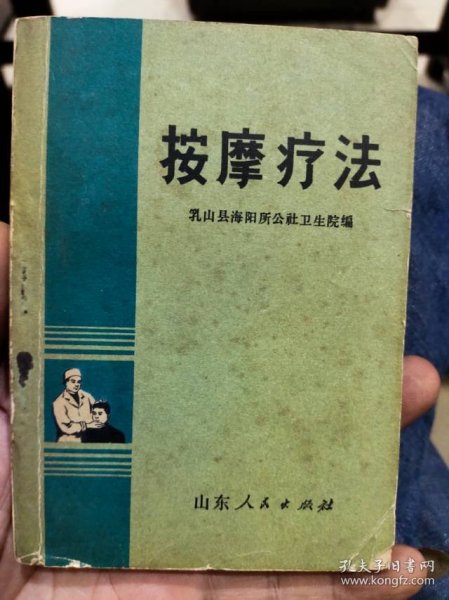 按摩疗法
乳山县海阳所公社卫生院编
山东人民出版社
孔夫子旧书网
www.kongfz.com